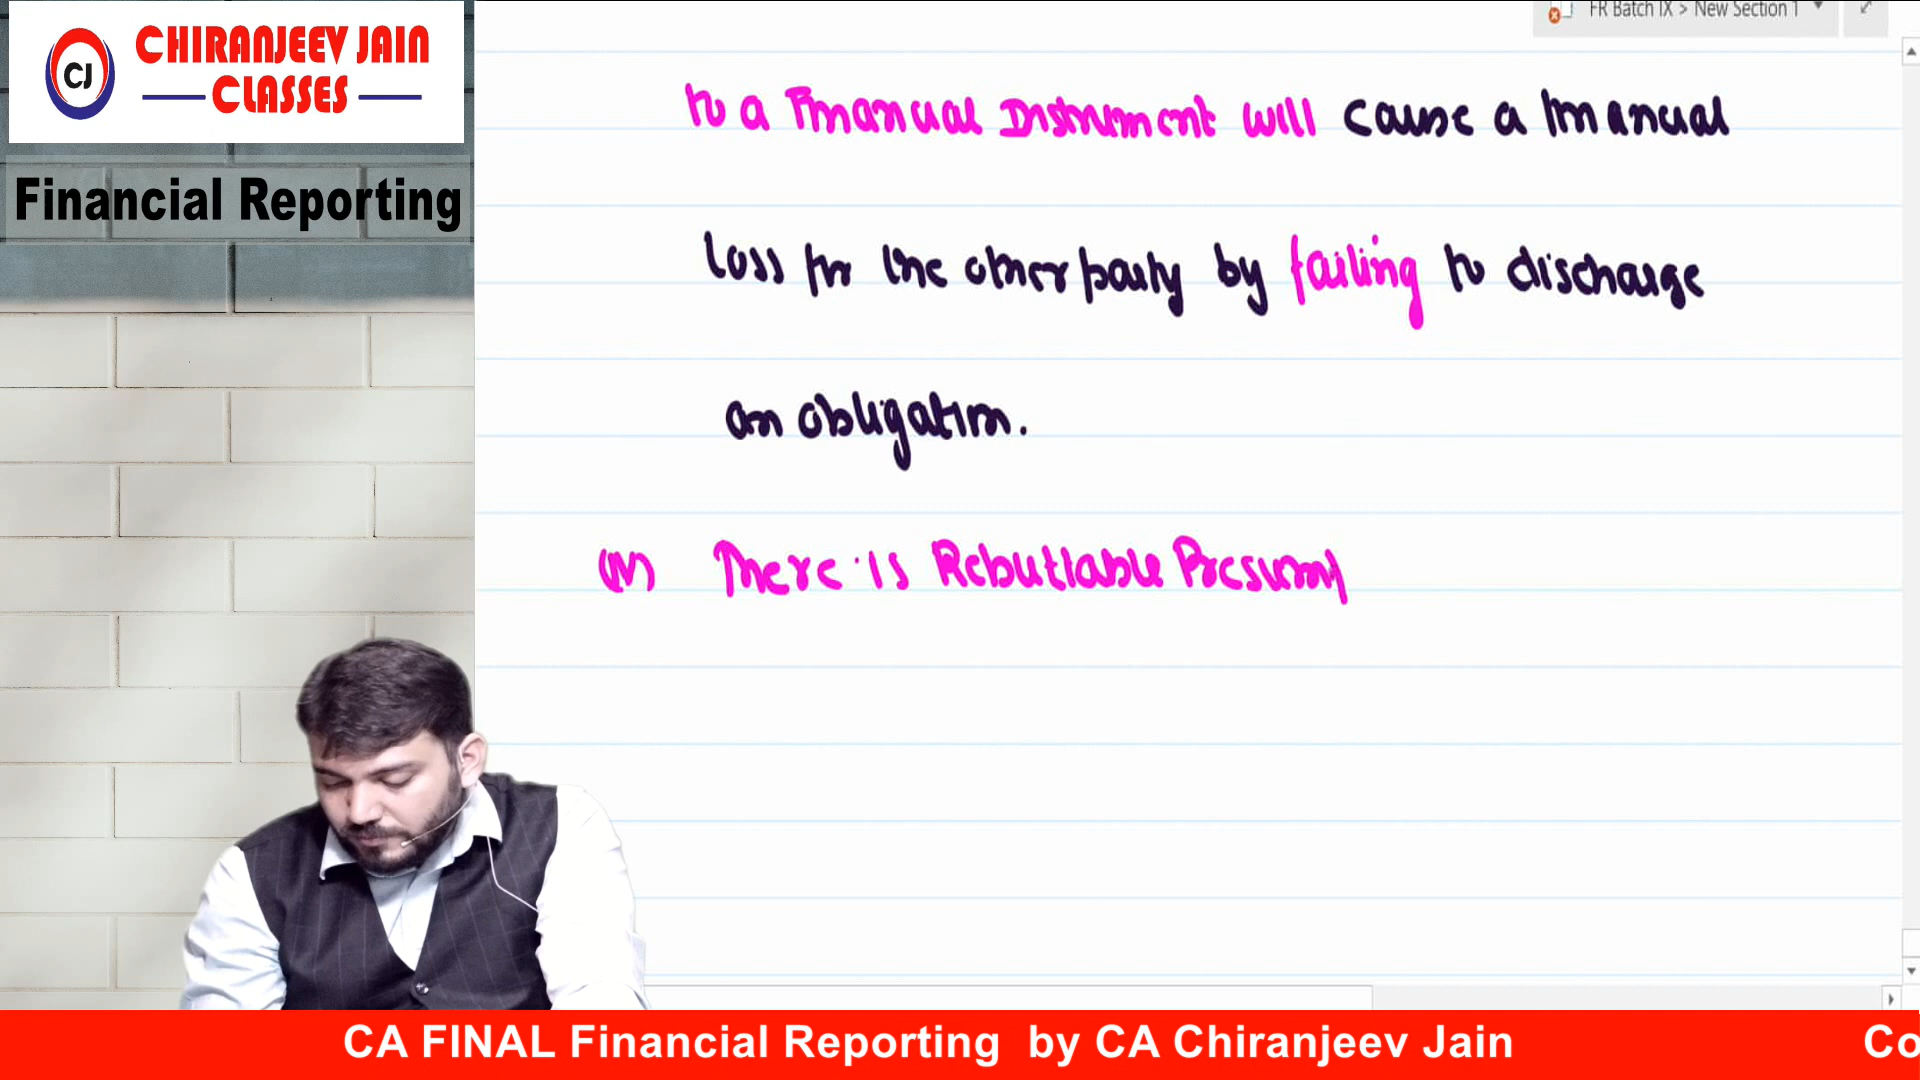 CHIRANJEEV JAIN
CLASSES
CJ
Financial Reporting
FR Batch IX > New Section 1
to a Financial Instrument will cause a financial
loss for the other party by failing to discharge
an obligation.
(iv) There is Rebuttable Presump
CA FINAL Financial Reporting by CA Chiranjeev Jain
Co